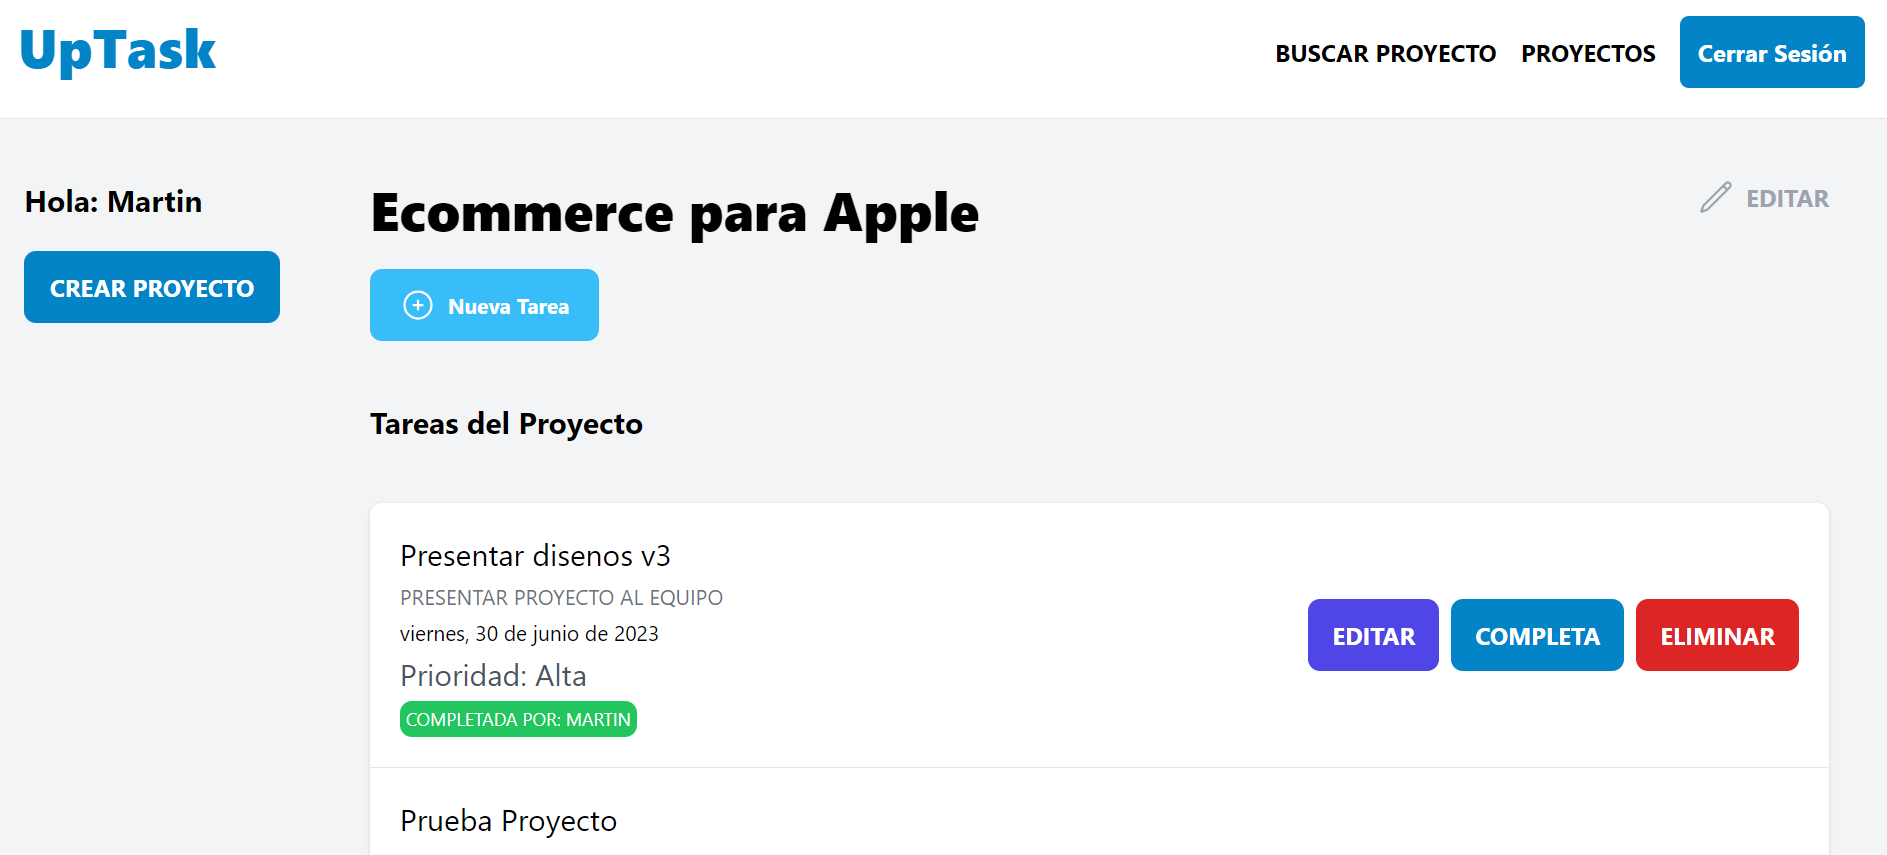 UpTask
BUSCAR PROYECTO
PROYECTOS
Cerrar Sesión
Hola: Martin
CREAR PROYECTO
Ecommerce para Apple
EDITAR
Nueva Tarea
Tareas del Proyecto
Presentar disenos v3
PRESENTAR PROYECTO AL EQUIPO
viernes, 30 de junio de 2023
Prioridad: Alta
COMPLETADA POR: MARTIN
EDITAR
COMPLETA
ELIMINAR
Prueba Proyecto